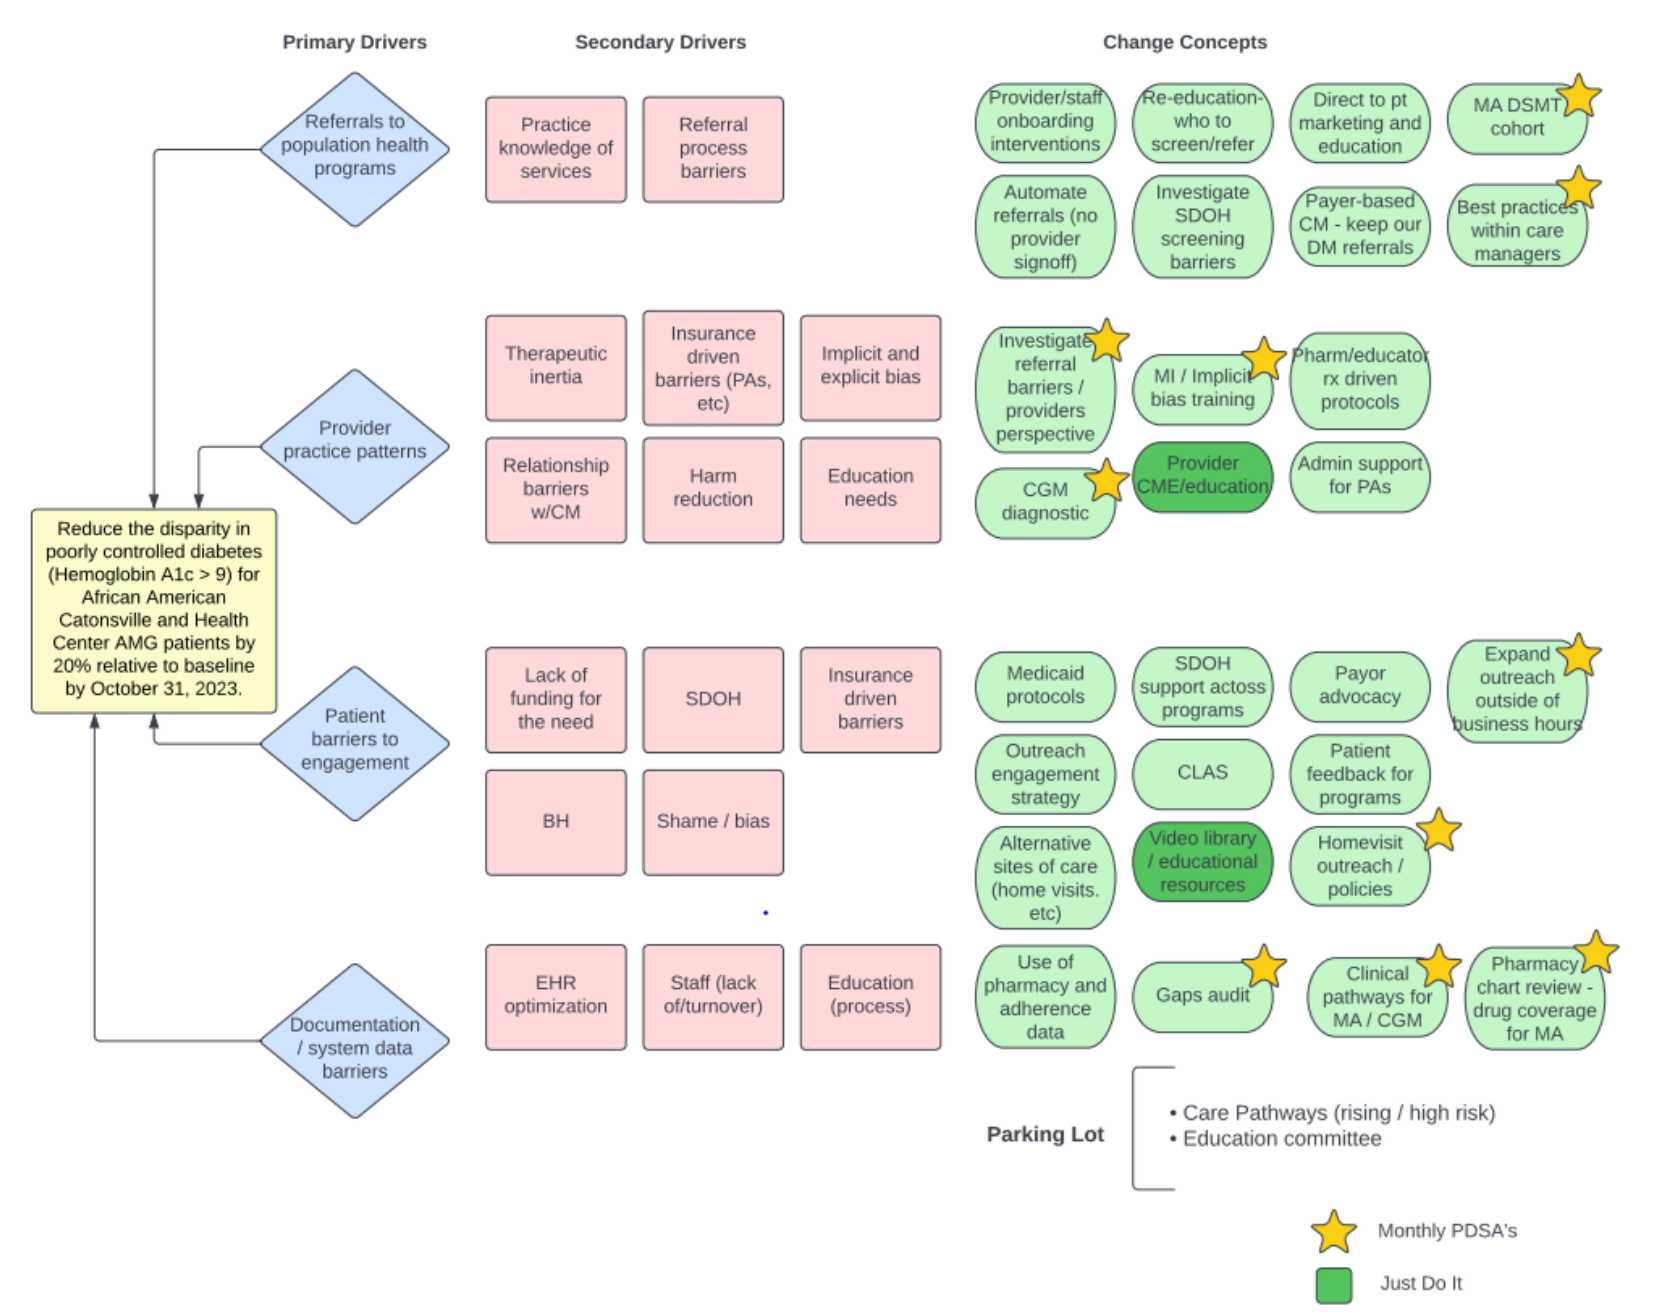 Primary Drivers
Secondary Drivers
Change Concepts
Referrals to
population health
programs
Practice
knowledge of
services
Referral
process
barriers
Provider/staff
onboarding
interventions
Re-education-
who to
screen/refer
Direct to pt
marketing and
education
MA DSMT
cohort
Automate
referrals (no
provider
signoff)
Investigate
SDOH
screening
barriers
Payer-based
CM - keep our
DM referrals
Best practices
within care
managers
Provider
practice patterns
Therapeutic
inertia
Insurance
driven
barriers (PAs,
etc)
Implicit and
explicit bias
Relationship
barriers
w/CM
Harm
reduction
Education
needs
Investigate
referral
barriers /
providers
perspective
MI / Implicit
bias training
Pharm/educator
rx driven
protocols
CGM
diagnostic
Provider
CME/education
Admin support
for PAs
Reduce the disparity in
poorly controlled diabetes
(Hemoglobin A1c > 9) for
African American
Catonsville and Health
Center AMG patients by
20% relative to baseline
by October 31, 2023.
Patient
barriers to
engagement
Lack of
funding for
the need
SDOH
Insurance
driven
barriers
BH
Shame / bias
Medicaid
protocols
SDOH
support actoss
programs
Payor
advocacy
Expand
outreach
outside of
business hours
Outreach
engagement
strategy
CLAS
Patient
feedback for
programs
Alternative
sites of care
(home visits.
etc)
Video library
/ educational
resources
Homevisit
outreach /
policies
Documentation
/ system data
barriers
EHR
optimization
Staff (lack
of/turnover)
Education
(process)
Use of
pharmacy and
adherence
data
Gaps audit
Clinical
pathways for
MA / CGM
Pharmacy
chart review -
drug coverage
for MA
Parking Lot
• Care Pathways (rising / high risk)
• Education committee
Monthly PDSA's
Just Do It